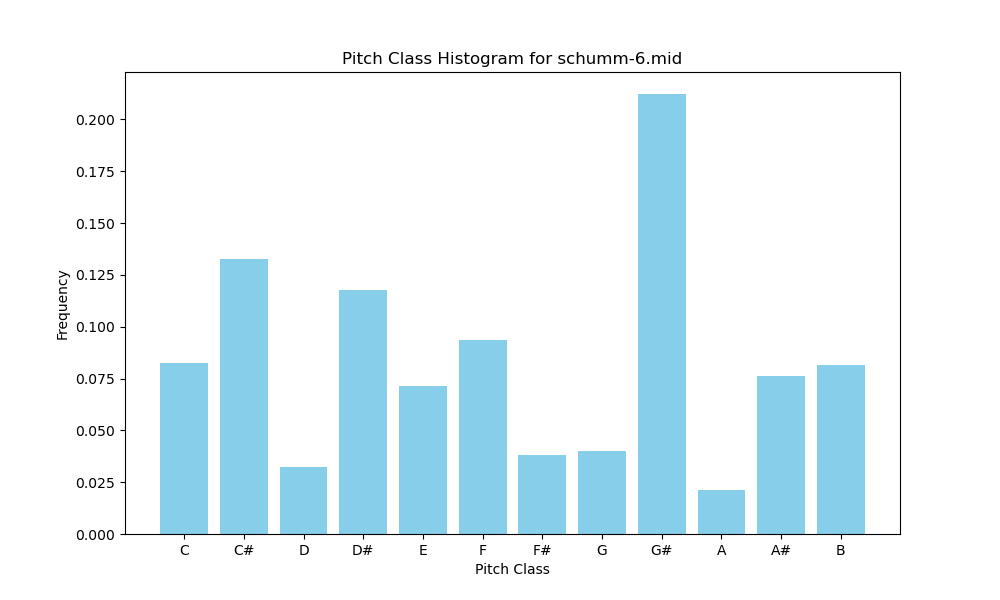 Pitch Class Histogram for schumm-6.mid
Frequency
0.200
0.175
0.150
0.125
0.100
0.075
0.050
0.025
0.000
C C# D D# E F F# G G# A A# B
Pitch Class